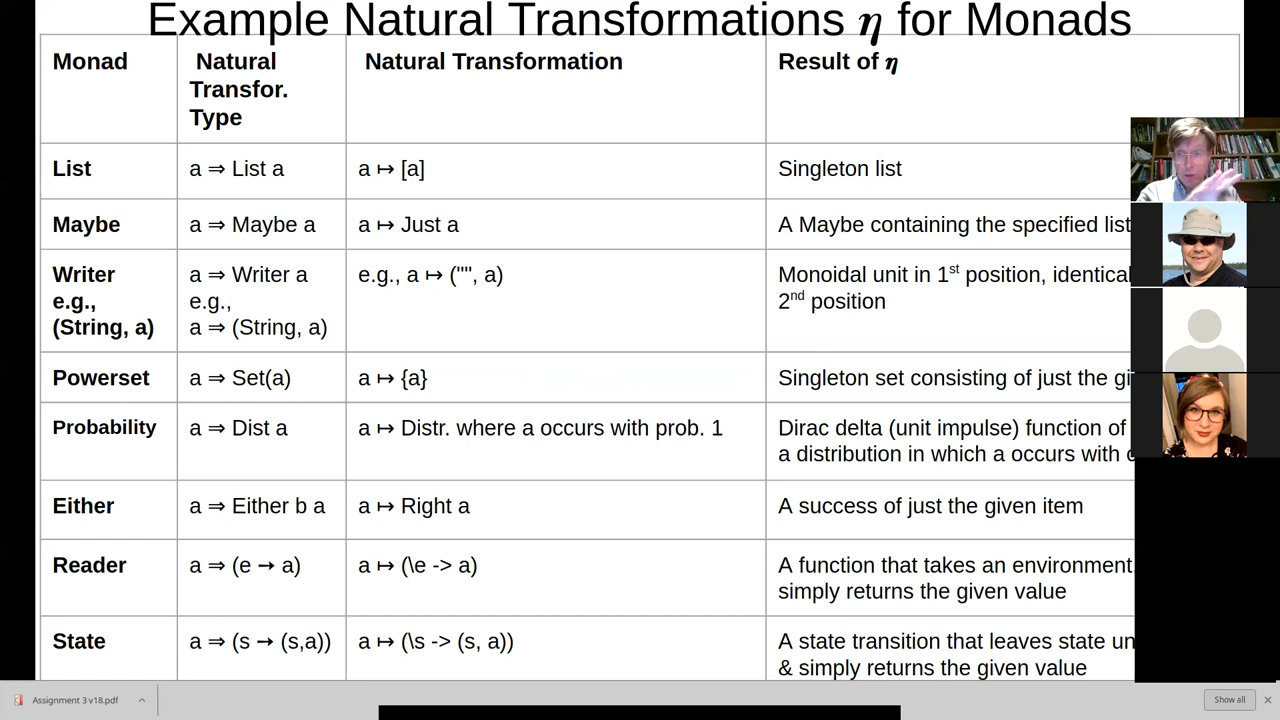 Example Natural Transformations η for Monads
Monad
Natural
Transfor.
Type
Natural Transformation
Result of η
List
a ⇒ List a
a ↦ [a]
Singleton list
Maybe
a ⇒ Maybe a
a ↦ Just a
A Maybe containing the specified list
Writer
e.g.,
(String, a)
a ⇒ Writer a
e.g.,
a ⇒ (String, a)
e.g., a ↦ ("", a)
Monoidal unit in 1st position, identical
2nd position
Powerset
a ⇒ Set(a)
a ↦ {a}
Singleton set consisting of just the
Probability
a ⇒ Dist a
a ↦ Distr. where a occurs with prob. 1
Dirac delta (unit impulse) function of
a distribution in which a occurs with
Either
a ⇒ Either b a
a ↦ Right a
A success of just the given item
Reader
a ⇒ (e → a)
a ↦ (\e -> a)
A function that takes an environment,
simply returns the given value
State
a ⇒ (s → (s,a))
a ↦ (\s -> (s, a))
A state transition that leaves state
& simply returns the given value
Assignment 3 v18.pdf
Show all